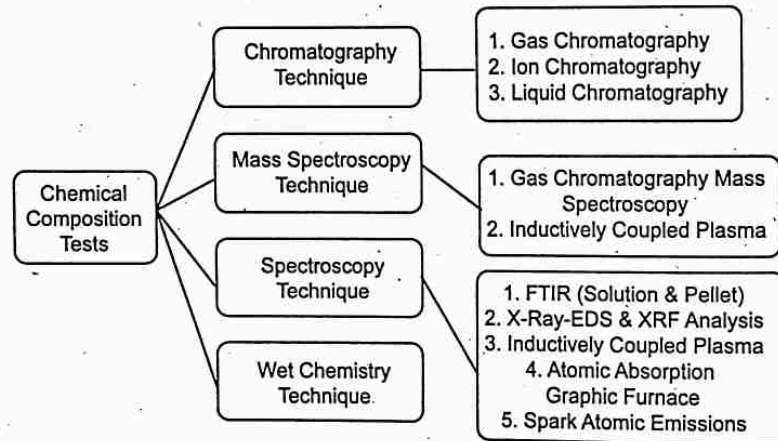 Chromatography
Technique
1. Gas Chromatography
2. Ion Chromatography
3. Liquid Chromatography
Mass Spectroscopy
Technique
1. Gas Chromatography Mass
Spectroscopy
2. Inductively Coupled Plasma
Chemical
Composition
Tests
Spectroscopy
Technique
1. FTIR (Solution & Pellet)
2. X-Ray-EDS & XRF Analysis
3. Inductively Coupled Plasma
4. Atomic Absorption
Graphic Furnace
5. Spark Atomic Emissions
Wet Chemistry
Technique